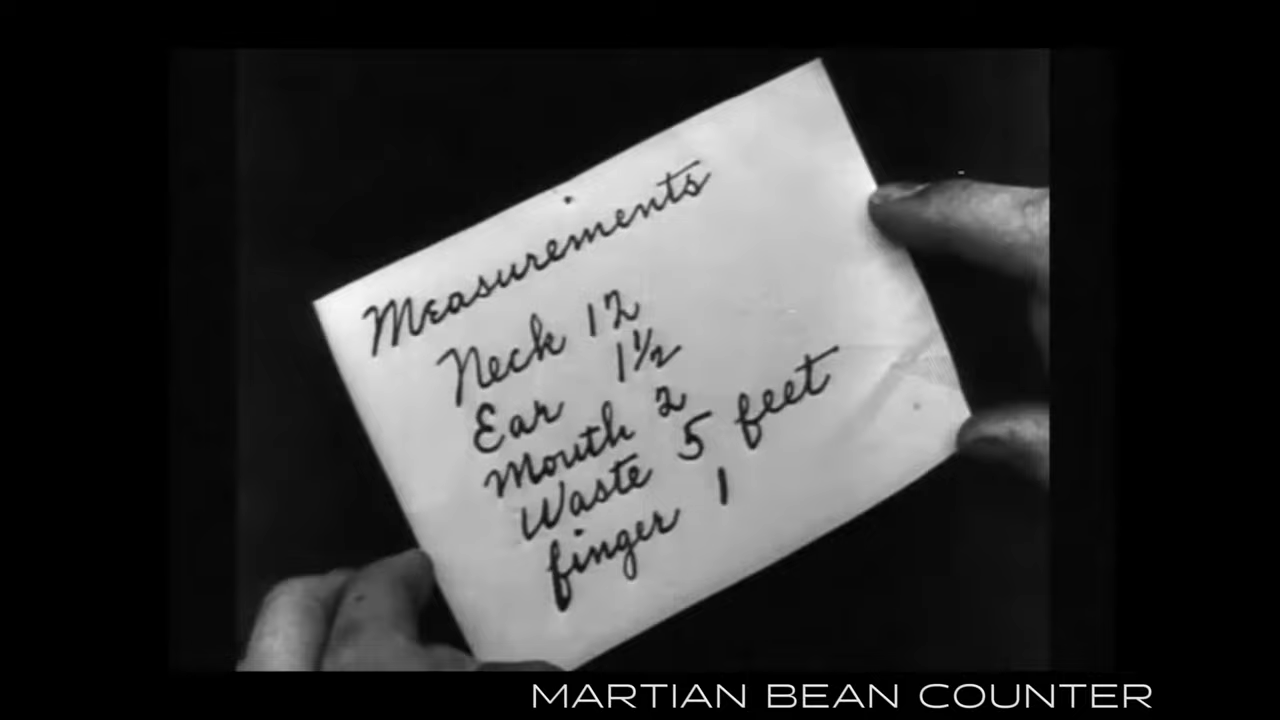 Measurements
Neck 12
Ear 1½
Mouth 2
Waste 5 feet
finger 1
MARTIAN BEAN COUNTER